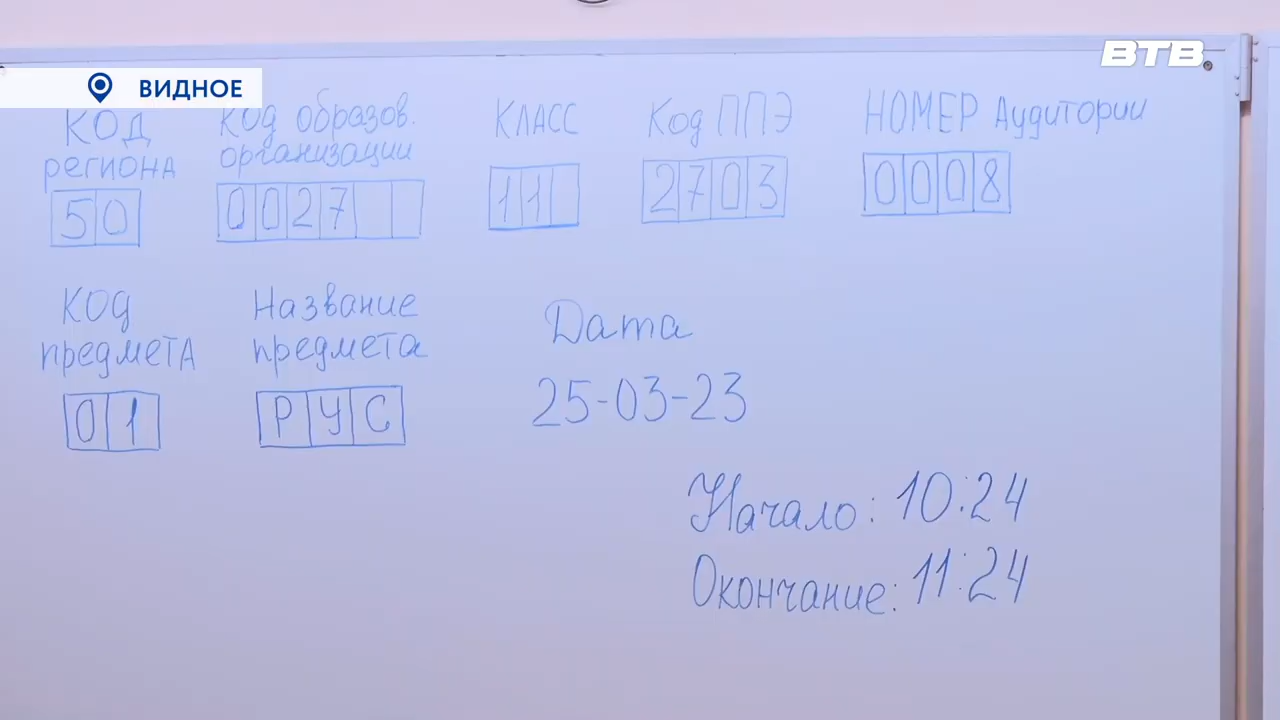 ВТВ
ВИДНОЕ
КОД региона
50
Код образов. организации
0027
КЛАСС
11
Код ППЭ
2703
НОМЕР Аудитории
0008
КОД предмета
01
Название предмета
РУС
Дата
25-03-23
Начало: 10:24
Окончание: 11:24